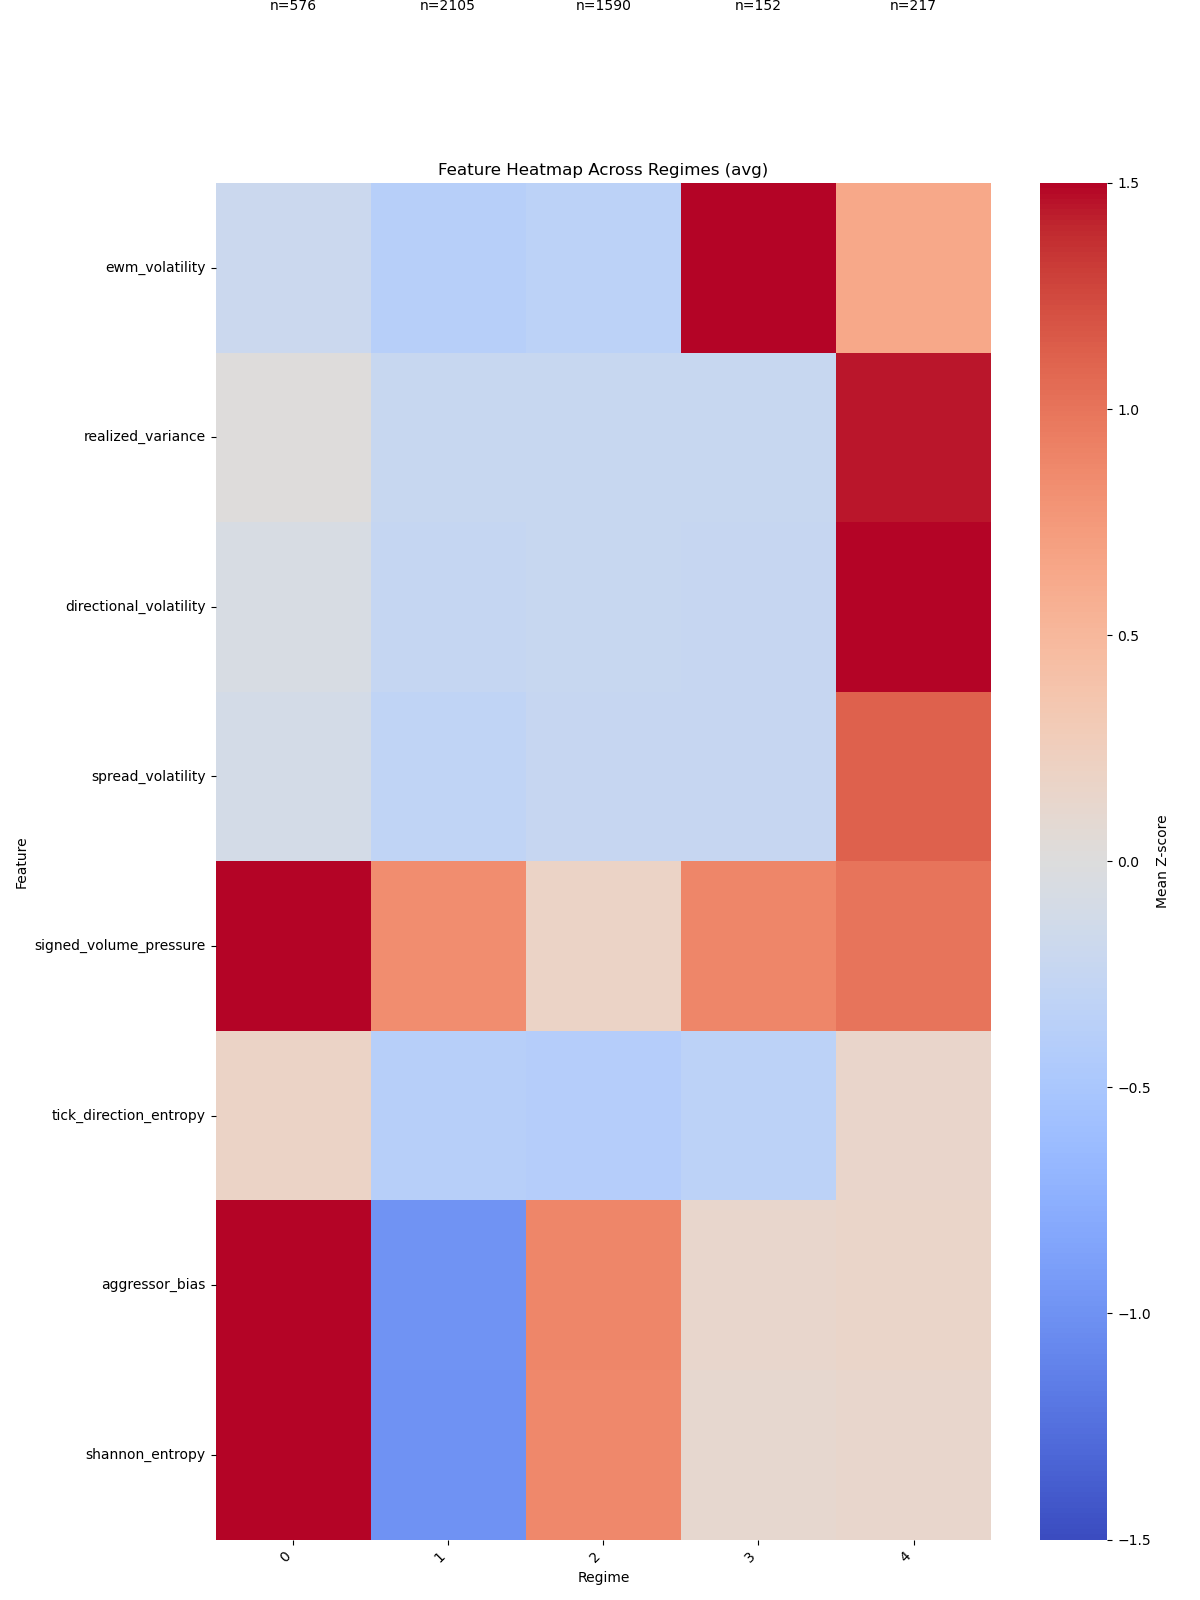 n=576 n=2105 n=1590 n=152 n=217
Feature Heatmap Across Regimes (avg)
ewm_volatility
realized_variance
directional_volatility
spread_volatility
signed_volume_pressure
tick_direction_entropy
aggressor_bias
shannon_entropy
Feature
0 1 2 3 4
Regime
1.5
1.0
0.5
0.0
−0.5
−1.0
−1.5
Mean Z-score